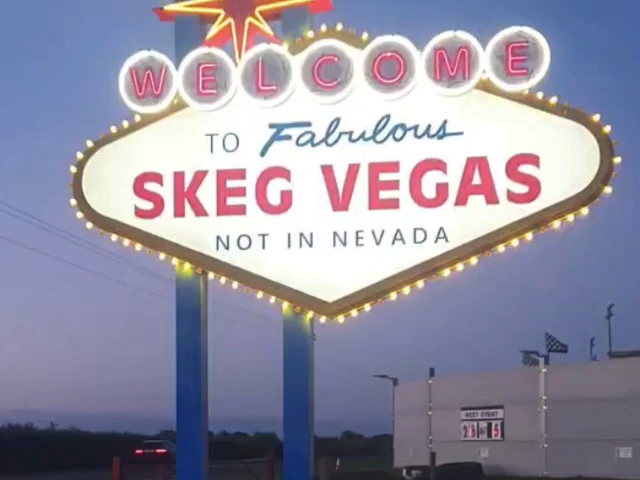 WELCOME
TO Fabulous
SKEG VEGAS
NOT IN NEVADA
NEXT EVENT